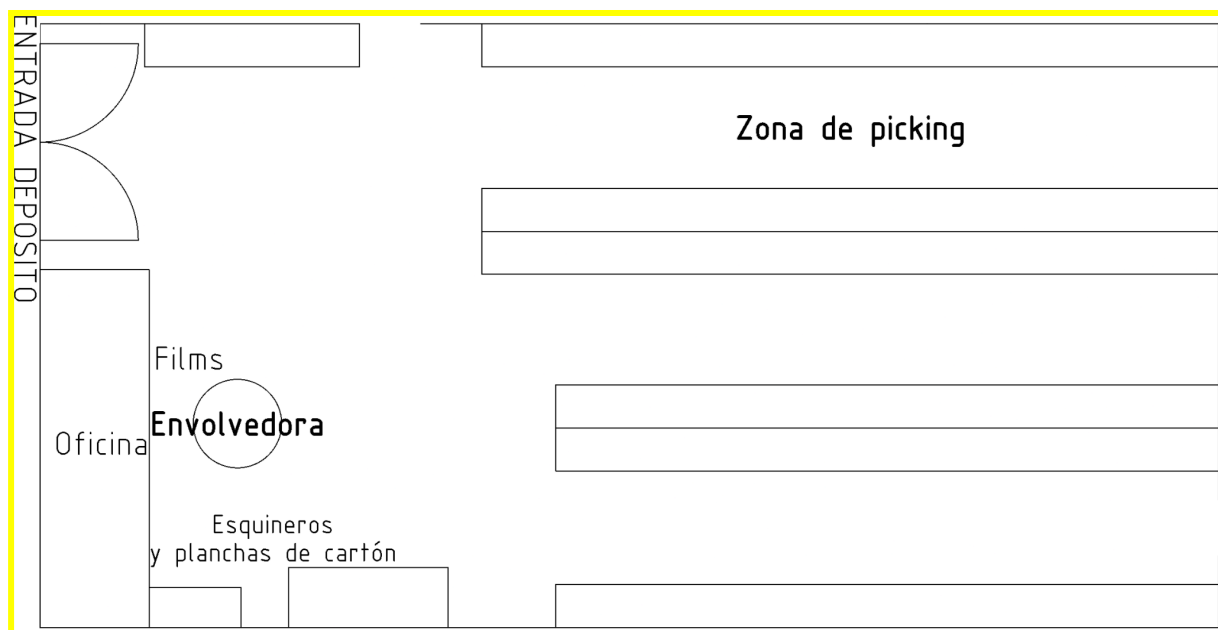 ENTRADA DEPOSITO
Zona de picking
Films
Envolvedora
Oficina
Esquineros
y planchas de cartón